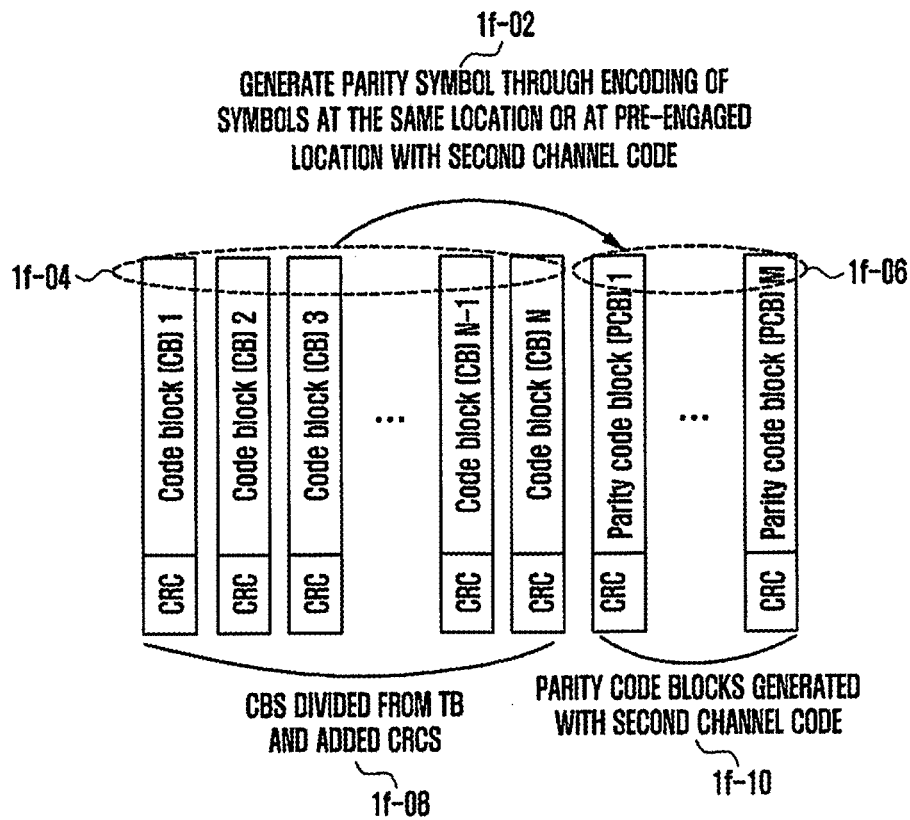 1f-02
GENERATE PARITY SYMBOL THROUGH ENCODING OF
SYMBOLS AT THE SAME LOCATION OR AT PRE-ENGAGED
LOCATION WITH SECOND CHANNEL CODE
1f-04
1f-06
Code block (CB) 1
Code block (CB) 2
Code block (CB) 3
...
Code block (CB) N-1
Code block (CB) N
Parity code block (PCB) 1
...
Parity code block (PCB) M
CRC
CRC
CRC
CRC
CRC
CRC
CRC
CBS DIVIDED FROM TB
AND ADDED CRCS
1f-08
PARITY CODE BLOCKS GENERATED
WITH SECOND CHANNEL CODE
1f-10